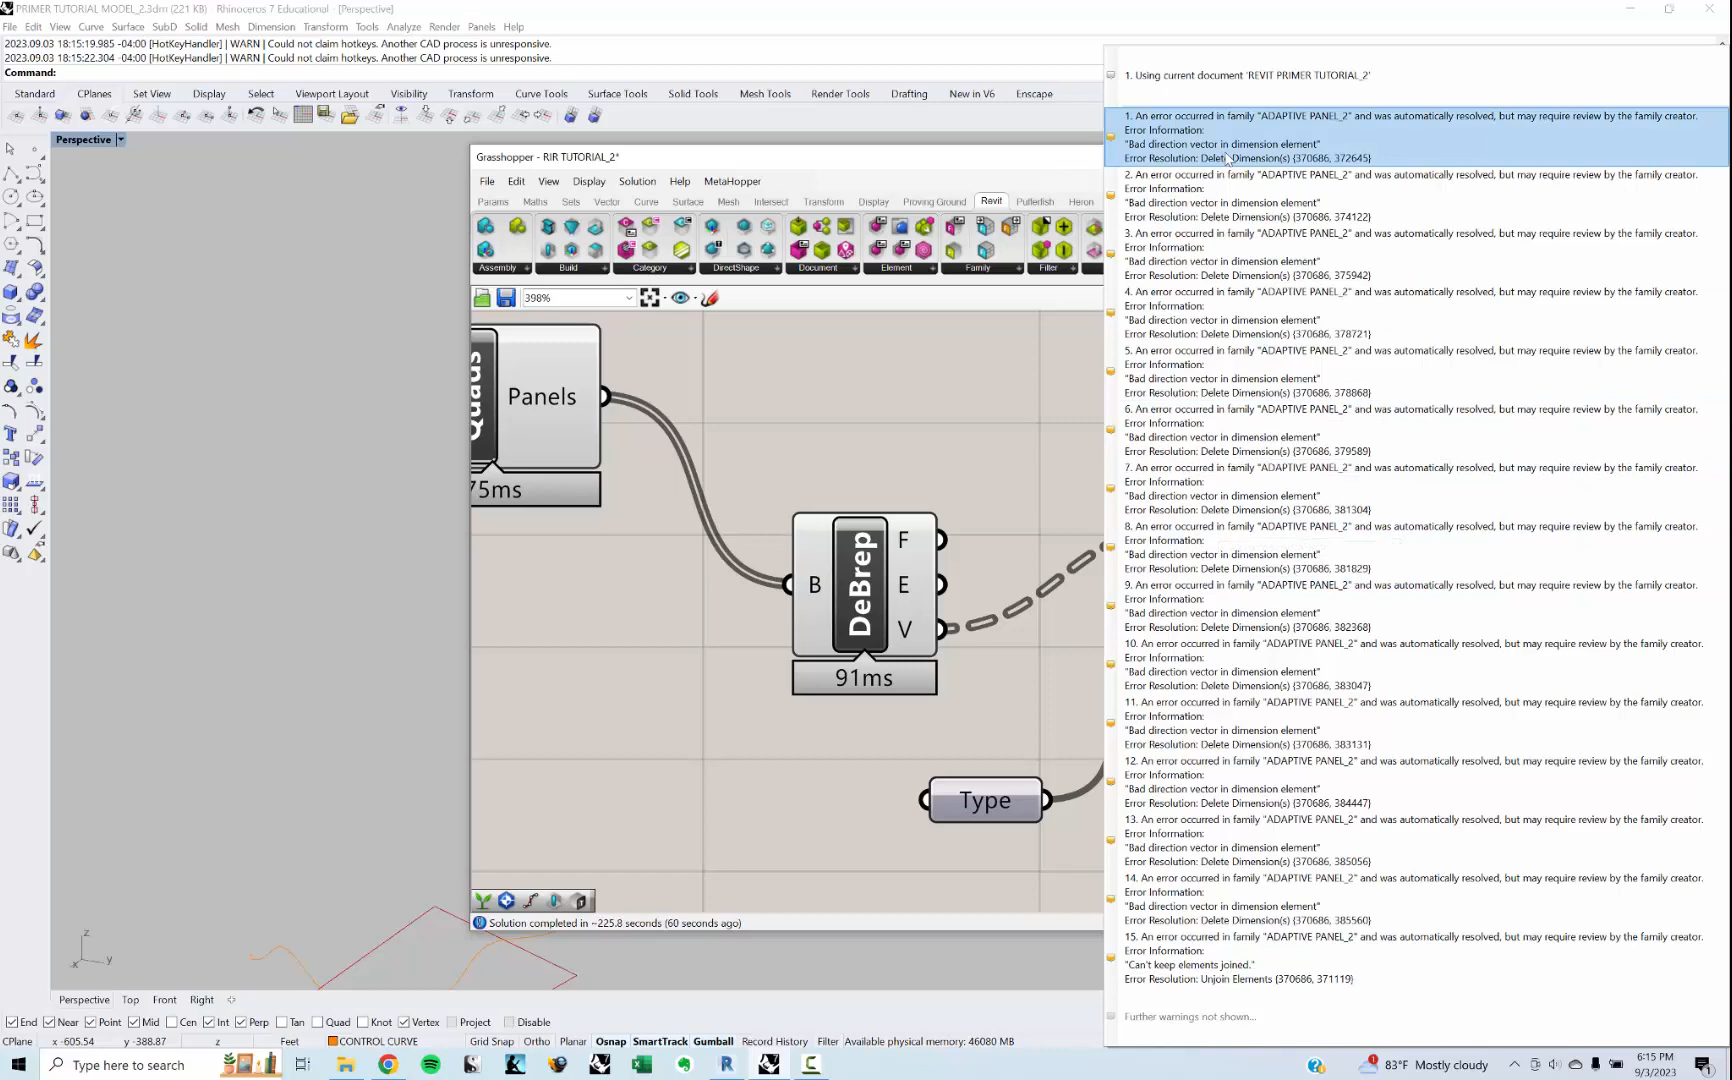 PRIMER TUTORIAL MODEL_2.3dm (221 KB) - Rhinoceros 7 Educational - [Perspective]
File Edit View Curve Surface SubD Solid Mesh Dimension Transform Tools Analyze Render Panels Help
2023.09.03 18:15:19.985 -04:00 [HotKeyHandler] | WARN | Could not claim hotkeys. Another CAD process is unresponsive.
2023.09.03 18:15:22.304 -04:00 [HotKeyHandler] | WARN | Could not claim hotkeys. Another CAD process is unresponsive.
Command:
Standard CPlanes Set View Display Select Viewport Layout Visibility Transform Curve Tools Surface Tools Solid Tools Mesh Tools Render Tools Drafting New in V6 Enscape
Perspective
Grasshopper - RIR TUTORIAL_2*
File Edit View Display Solution Help MetaHopper
Params Maths Sets Vector Curve Surface Mesh Intersect Transform Display Proving Ground Revit Pufferfish Heron
Assembly Build Category DirectShape Document Element Family Filter
398%
Quads
Panels
75ms
B
DeBrep
F
E
V
91ms
Type
Solution completed in ~225.8 seconds (60 seconds ago)
1. Using current document 'REVIT PRIMER TUTORIAL_2'
1. An error occurred in family "ADAPTIVE PANEL_2" and was automatically resolved, but may require review by the family creator.
Error Information:
"Bad direction vector in dimension element"
Error Resolution: Delete Dimension(s) {370686, 372645}
2. An error occurred in family "ADAPTIVE PANEL_2" and was automatically resolved, but may require review by the family creator.
Error Information:
"Bad direction vector in dimension element"
Error Resolution: Delete Dimension(s) {370686, 374122}
3. An error occurred in family "ADAPTIVE PANEL_2" and was automatically resolved, but may require review by the family creator.
Error Information:
"Bad direction vector in dimension element"
Error Resolution: Delete Dimension(s) {370686, 375942}
4. An error occurred in family "ADAPTIVE PANEL_2" and was automatically resolved, but may require review by the family creator.
Error Information:
"Bad direction vector in dimension element"
Error Resolution: Delete Dimension(s) {370686, 378721}
5. An error occurred in family "ADAPTIVE PANEL_2" and was automatically resolved, but may require review by the family creator.
Error Information:
"Bad direction vector in dimension element"
Error Resolution: Delete Dimension(s) {370686, 378868}
6. An error occurred in family "ADAPTIVE PANEL_2" and was automatically resolved, but may require review by the family creator.
Error Information:
"Bad direction vector in dimension element"
Error Resolution: Delete Dimension(s) {370686, 379589}
7. An error occurred in family "ADAPTIVE PANEL_2" and was automatically resolved, but may require review by the family creator.
Error Information:
"Bad direction vector in dimension element"
Error Resolution: Delete Dimension(s) {370686, 381304}
8. An error occurred in family "ADAPTIVE PANEL_2" and was automatically resolved, but may require review by the family creator.
Error Information:
"Bad direction vector in dimension element"
Error Resolution: Delete Dimension(s) {370686, 381829}
9. An error occurred in family "ADAPTIVE PANEL_2" and was automatically resolved, but may require review by the family creator.
Error Information:
"Bad direction vector in dimension element"
Error Resolution: Delete Dimension(s) {370686, 382368}
10. An error occurred in family "ADAPTIVE PANEL_2" and was automatically resolved, but may require review by the family creator.
Error Information:
"Bad direction vector in dimension element"
Error Resolution: Delete Dimension(s) {370686, 383047}
11. An error occurred in family "ADAPTIVE PANEL_2" and was automatically resolved, but may require review by the family creator.
Error Information:
"Bad direction vector in dimension element"
Error Resolution: Delete Dimension(s) {370686, 383131}
12. An error occurred in family "ADAPTIVE PANEL_2" and was automatically resolved, but may require review by the family creator.
Error Information:
"Bad direction vector in dimension element"
Error Resolution: Delete Dimension(s) {370686, 384447}
13. An error occurred in family "ADAPTIVE PANEL_2" and was automatically resolved, but may require review by the family creator.
Error Information:
"Bad direction vector in dimension element"
Error Resolution: Delete Dimension(s) {370686, 385056}
14. An error occurred in family "ADAPTIVE PANEL_2" and was automatically resolved, but may require review by the family creator.
Error Information:
"Bad direction vector in dimension element"
Error Resolution: Delete Dimension(s) {370686, 385560}
15. An error occurred in family "ADAPTIVE PANEL_2" and was automatically resolved, but may require review by the family creator.
Error Information:
"Can't keep elements joined."
Error Resolution: Unjoin Elements {370686, 371119}
Further warnings not shown...
z
x y
Perspective Top Front Right
End Near Point Mid Cen Int Perp Tan Quad Knot Vertex Project Disable
CPlane x -605.54 y -388.87 z Feet CONTROL CURVE Grid Snap Ortho Planar Osnap SmartTrack Gumball Record History Filter Available physical memory: 46080 MB
Type here to search
83°F Mostly cloudy
6:15 PM
9/3/2023